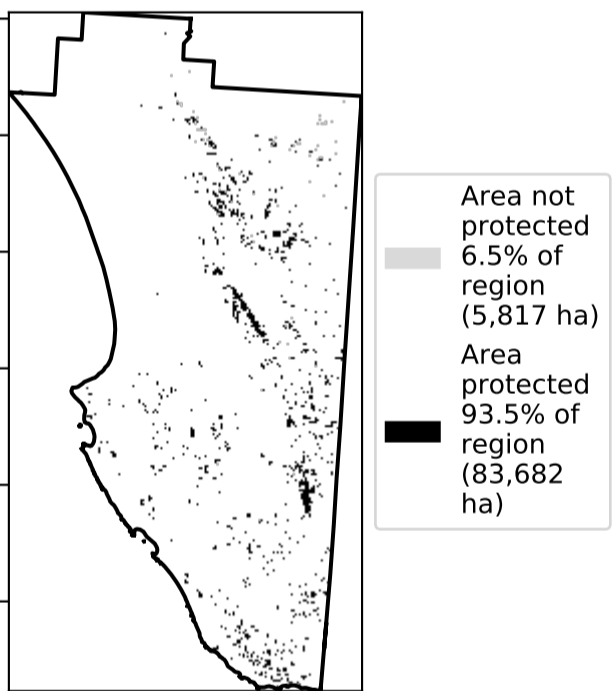 Area not
protected
6.5% of
region
(5,817 ha)
Area
protected
93.5% of
region
(83,682
ha)